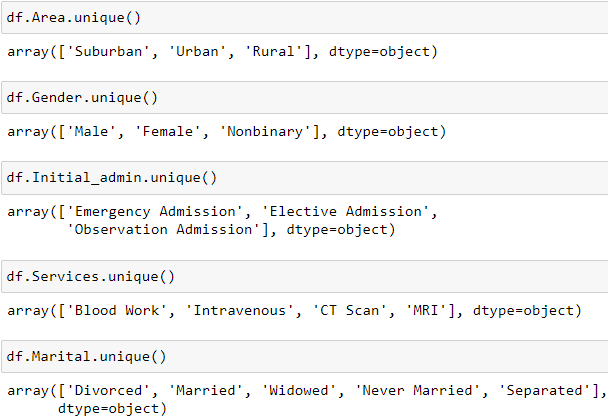 df.Area.unique()
array(['Suburban', 'Urban', 'Rural'], dtype=object)
df.Gender.unique()
array(['Male', 'Female', 'Nonbinary'], dtype=object)
df.Initial_admin.unique()
array(['Emergency Admission', 'Elective Admission',
'Observation Admission'], dtype=object)
df.Services.unique()
array(['Blood Work', 'Intravenous', 'CT Scan', 'MRI'], dtype=object)
df.Marital.unique()
array(['Divorced', 'Married', 'Widowed', 'Never Married', 'Separated'],
dtype=object)